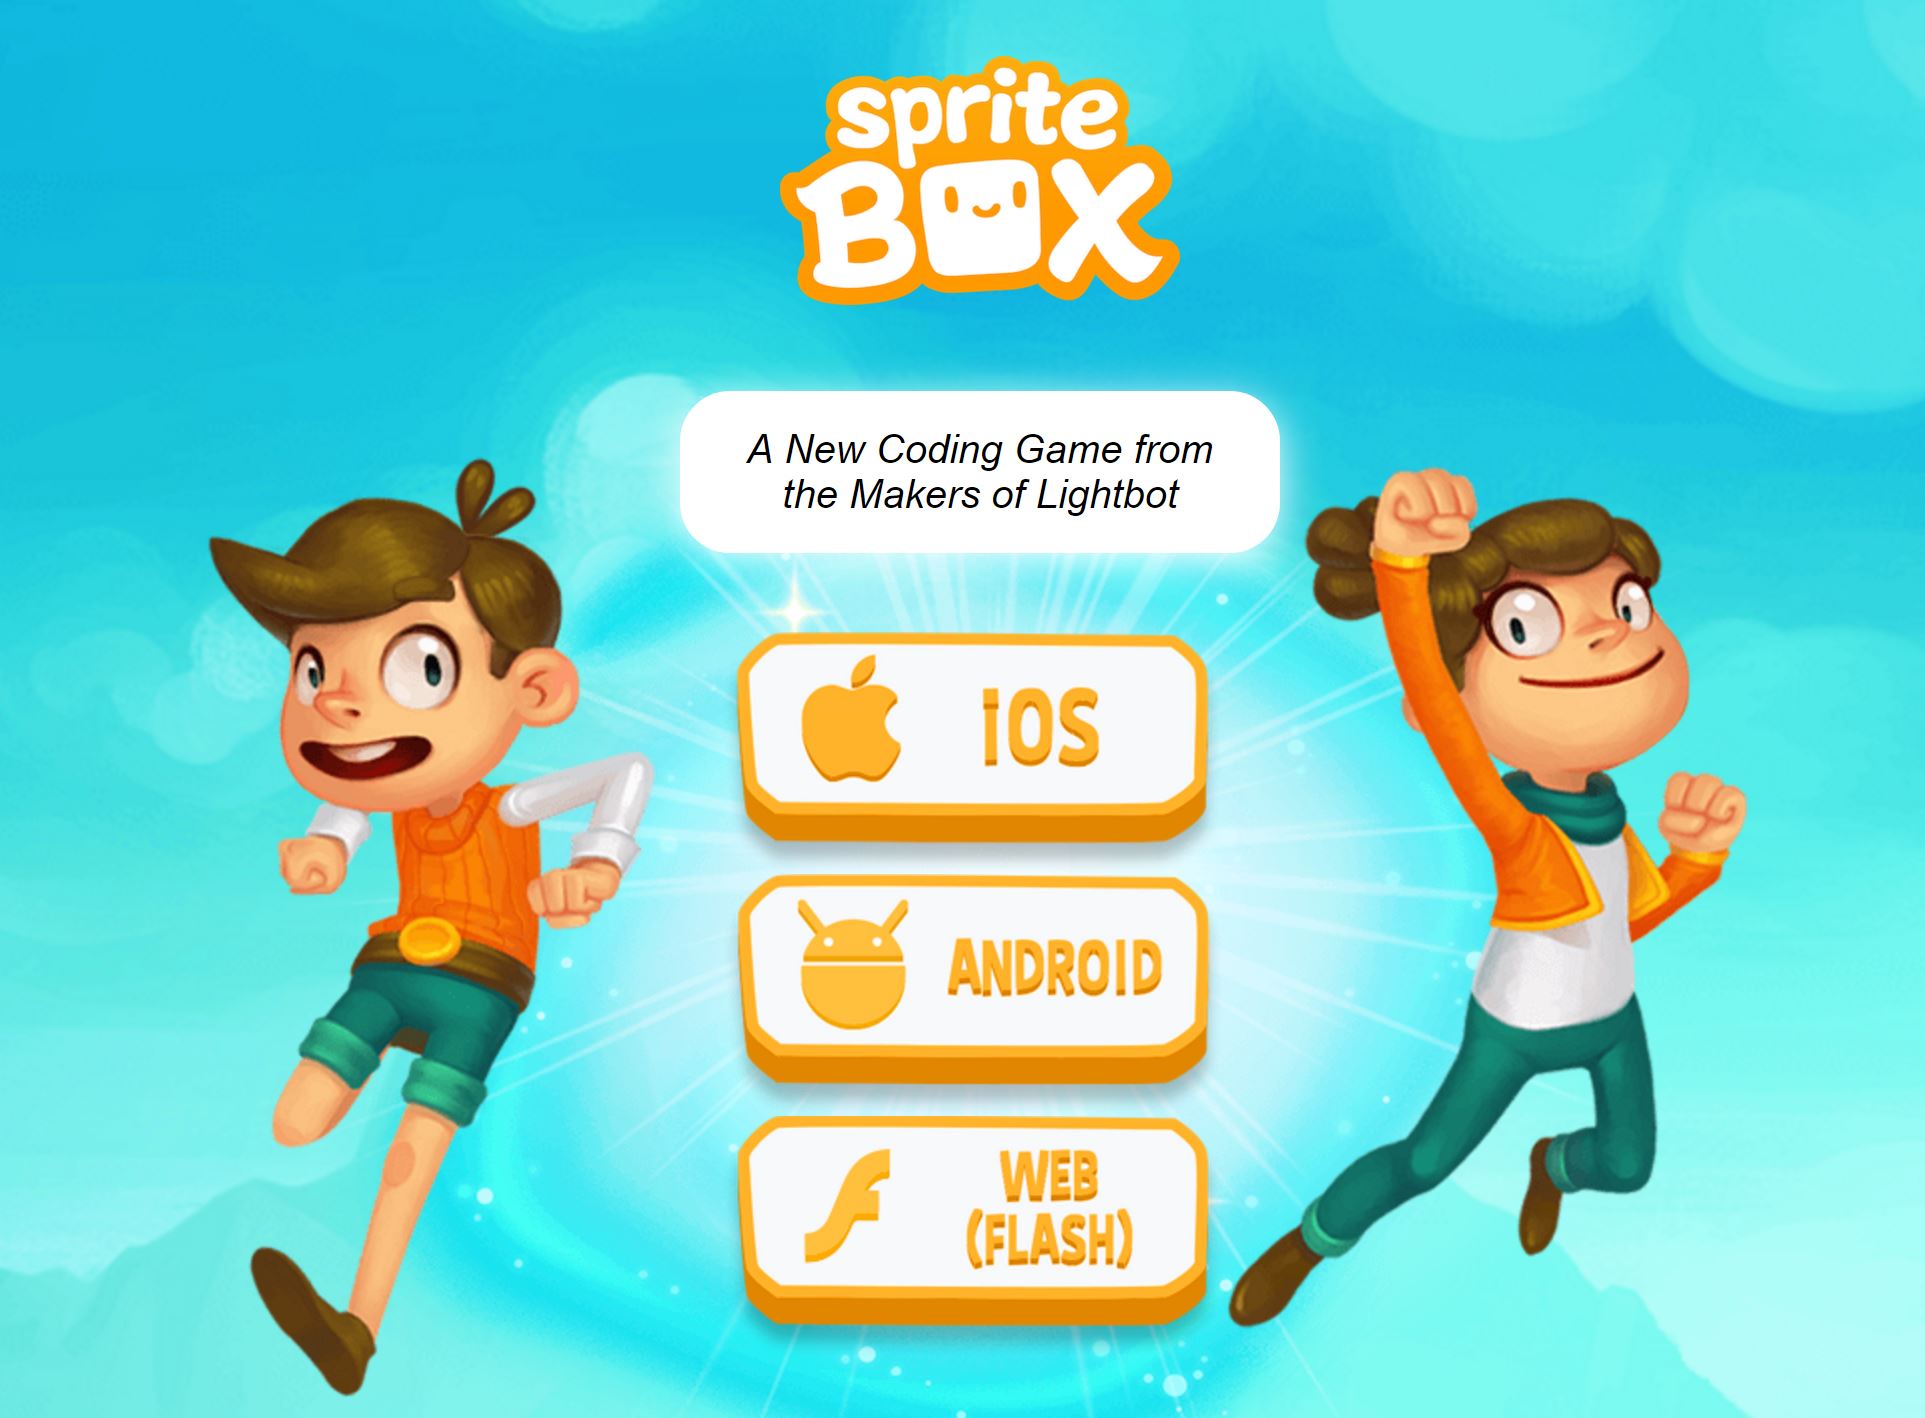 sprite
BOX
A New Coding Game from
the Makers of Lightbot
iOS
ANDROID
WEB
(FLASH)